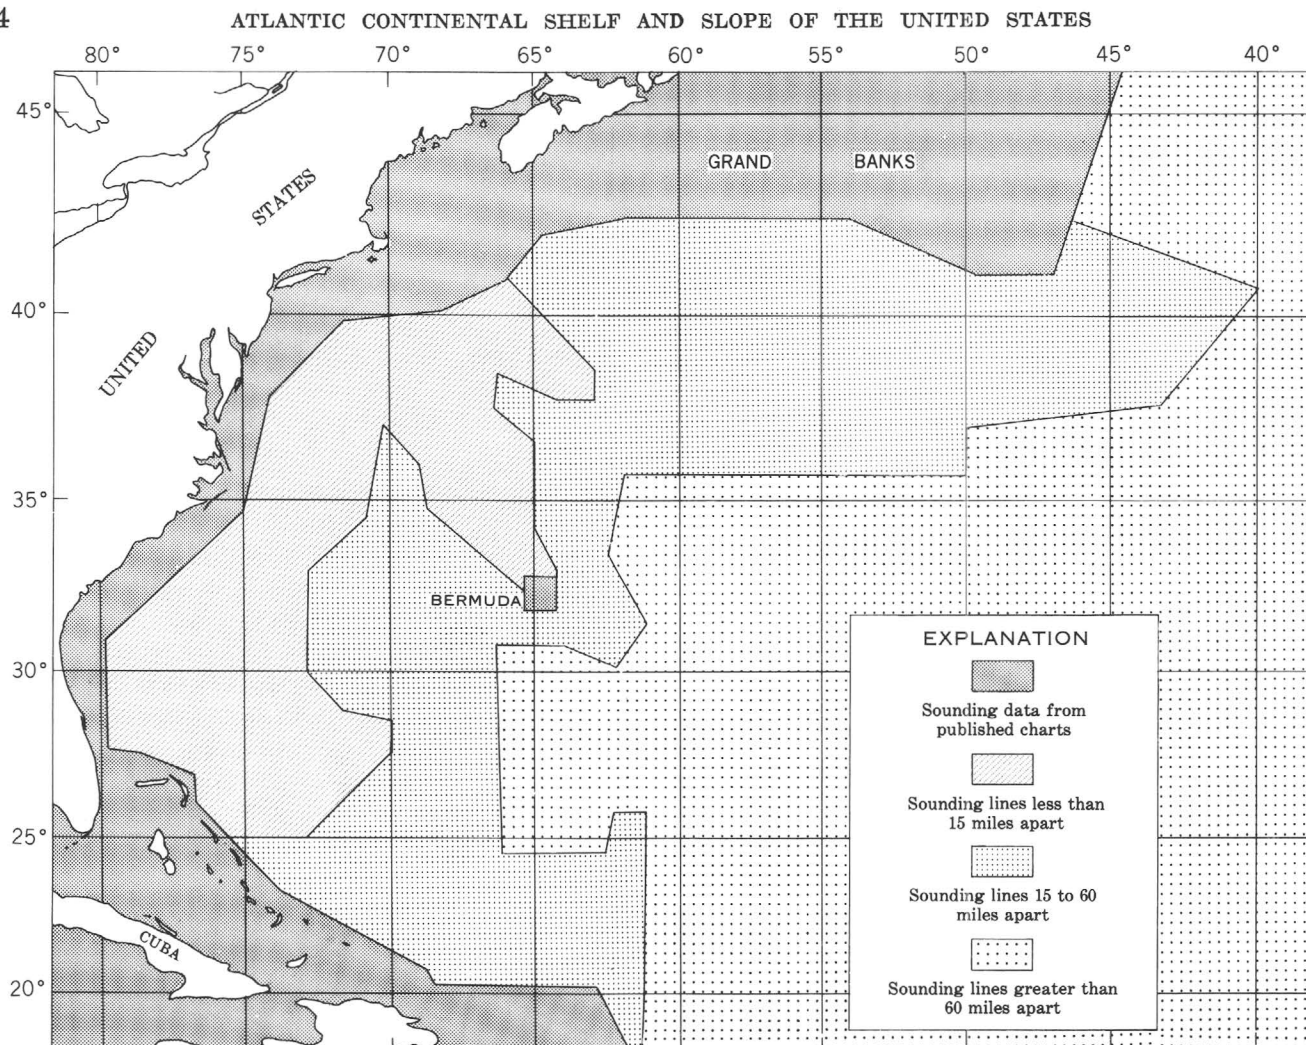 4
ATLANTIC CONTINENTAL SHELF AND SLOPE OF THE UNITED STATES
80° 75° 70° 65° 60° 55° 50° 45° 40°
45°
GRAND BANKS
STATES
40°
UNITED
35°
BERMUDA
EXPLANATION
30°
Sounding data from
published charts
Sounding lines less than
15 miles apart
25°
Sounding lines 15 to 60
miles apart
CUBA
20°
Sounding lines greater than
60 miles apart